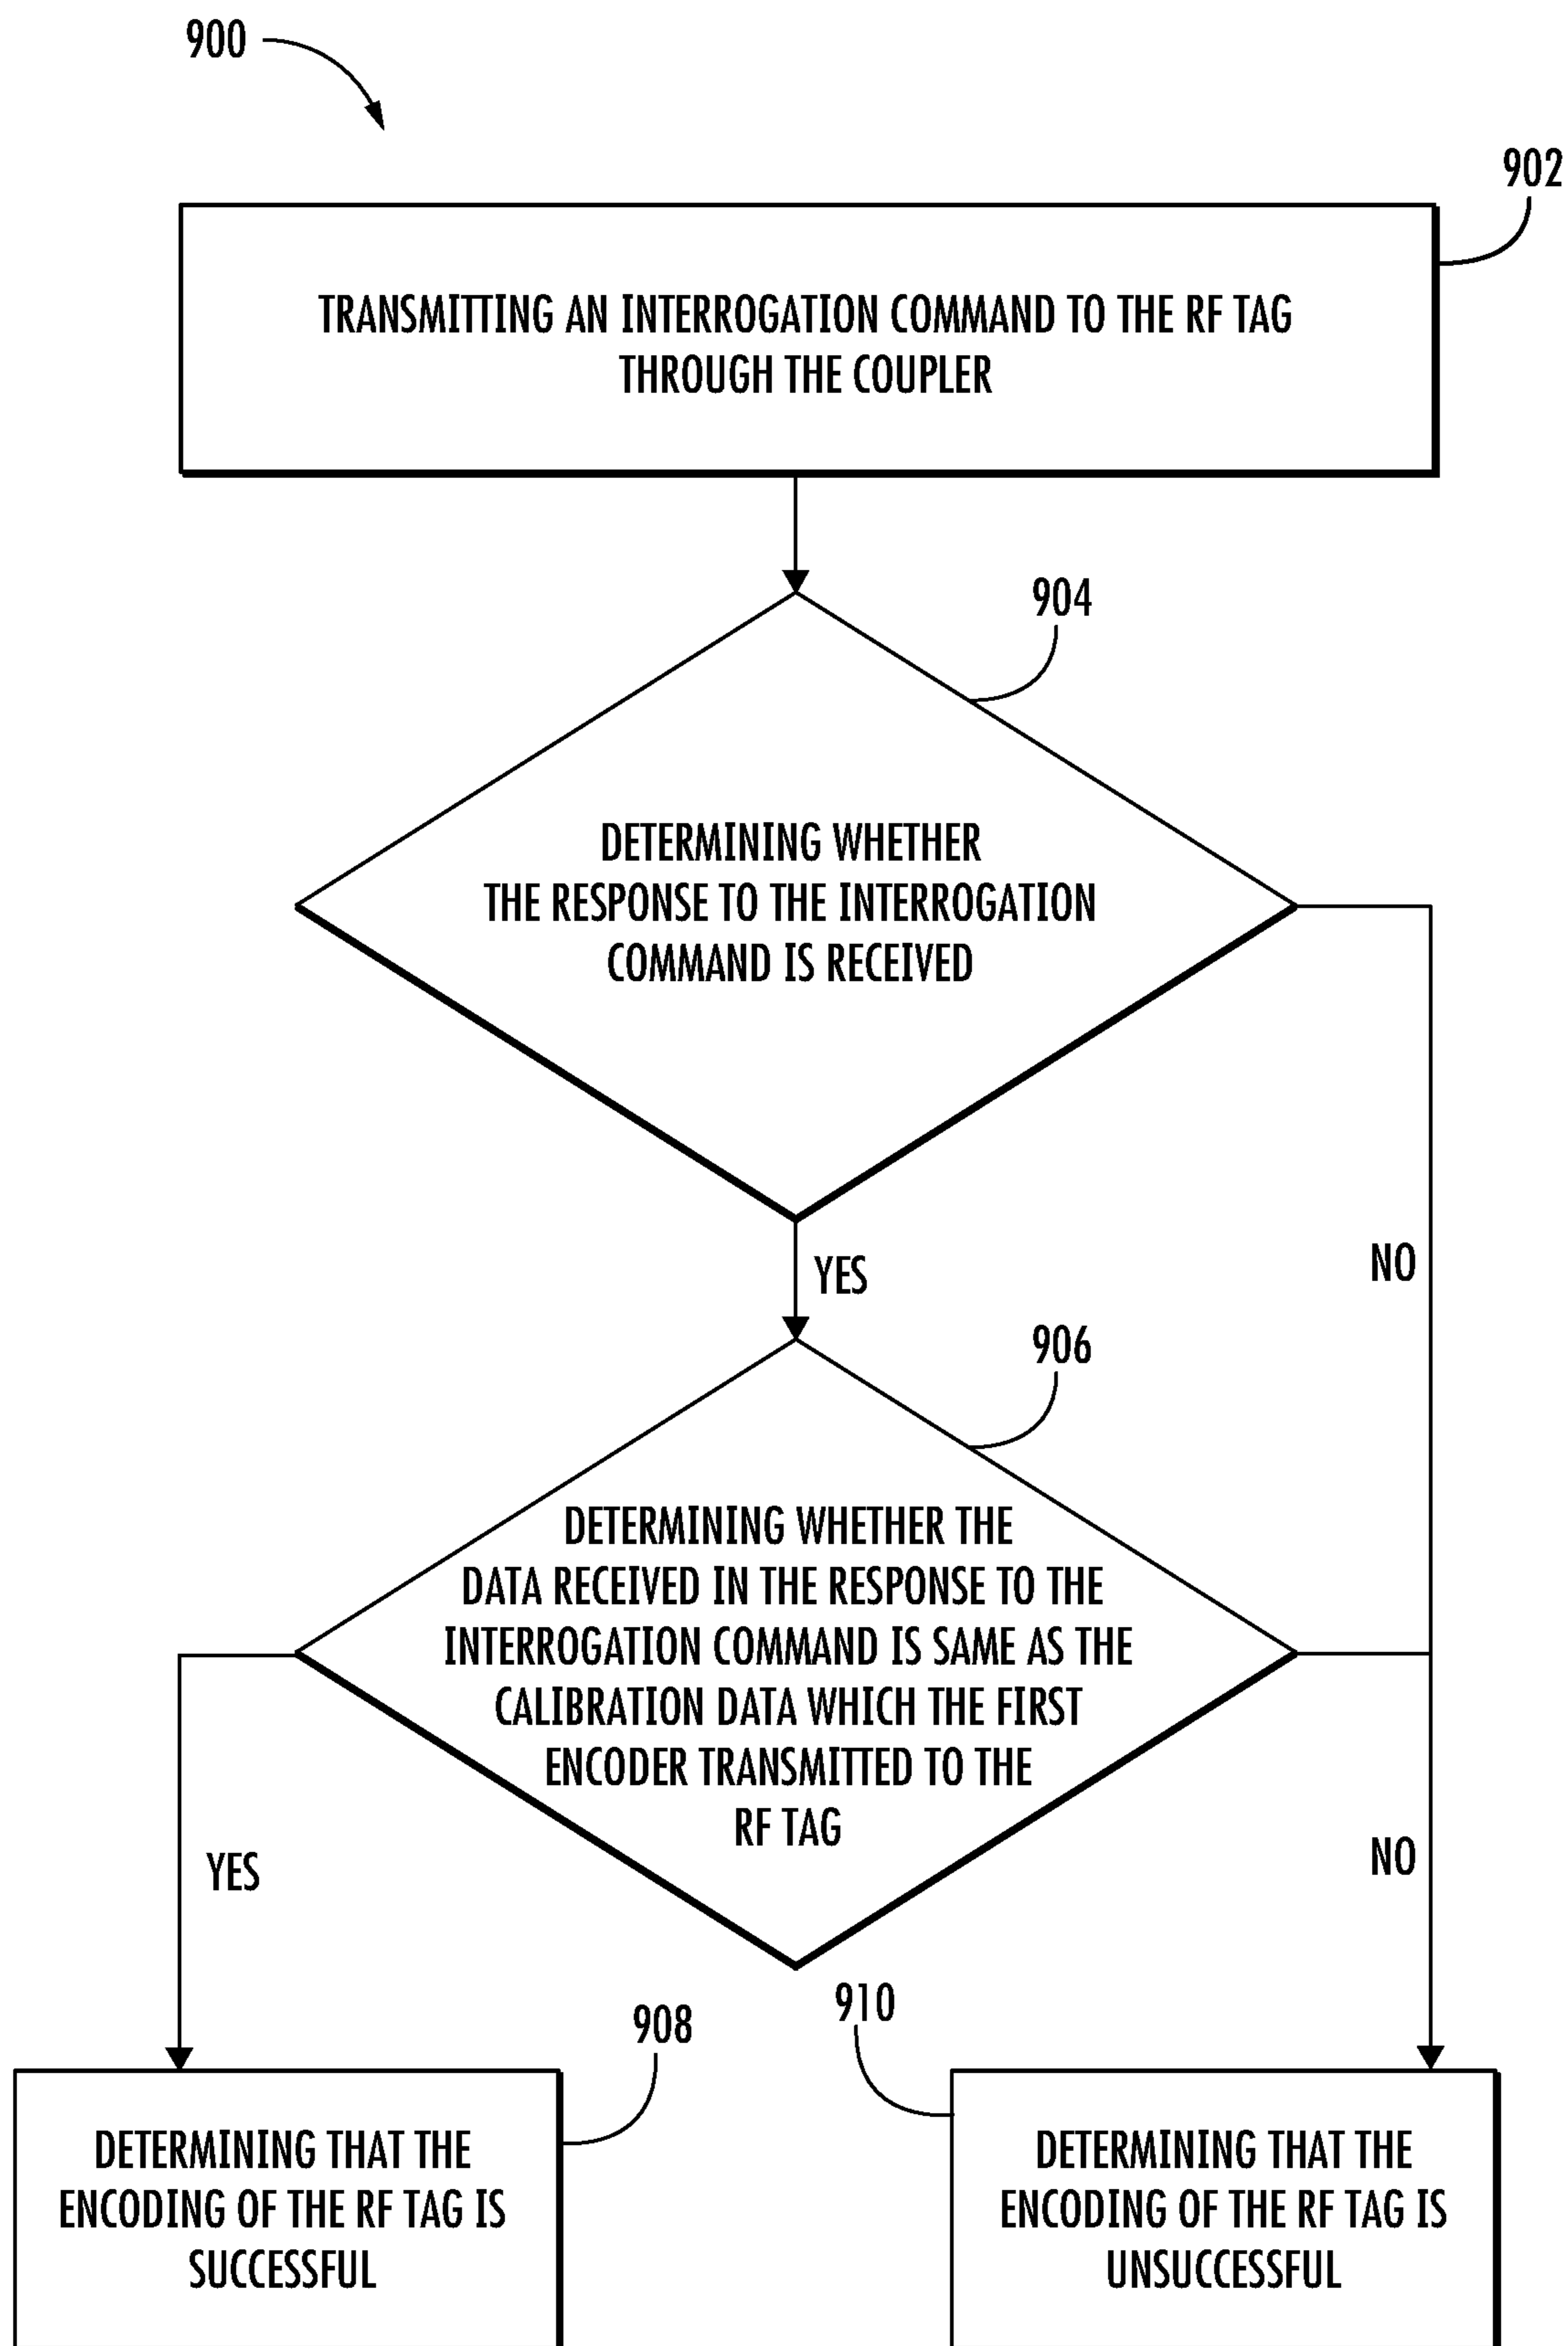 900
902
TRANSMITTING AN INTERROGATION COMMAND TO THE RF TAG
THROUGH THE COUPLER
904
DETERMINING WHETHER
THE RESPONSE TO THE INTERROGATION
COMMAND IS RECEIVED
NO
YES
906
DETERMINING WHETHER THE
DATA RECEIVED IN THE RESPONSE TO THE
INTERROGATION COMMAND IS SAME AS THE
CALIBRATION DATA WHICH THE FIRST
ENCODER TRANSMITTED TO THE
RF TAG
YES
NO
908
910
DETERMINING THAT THE
ENCODING OF THE RF TAG IS
SUCCESSFUL
DETERMINING THAT THE
ENCODING OF THE RF TAG IS
UNSUCCESSFUL